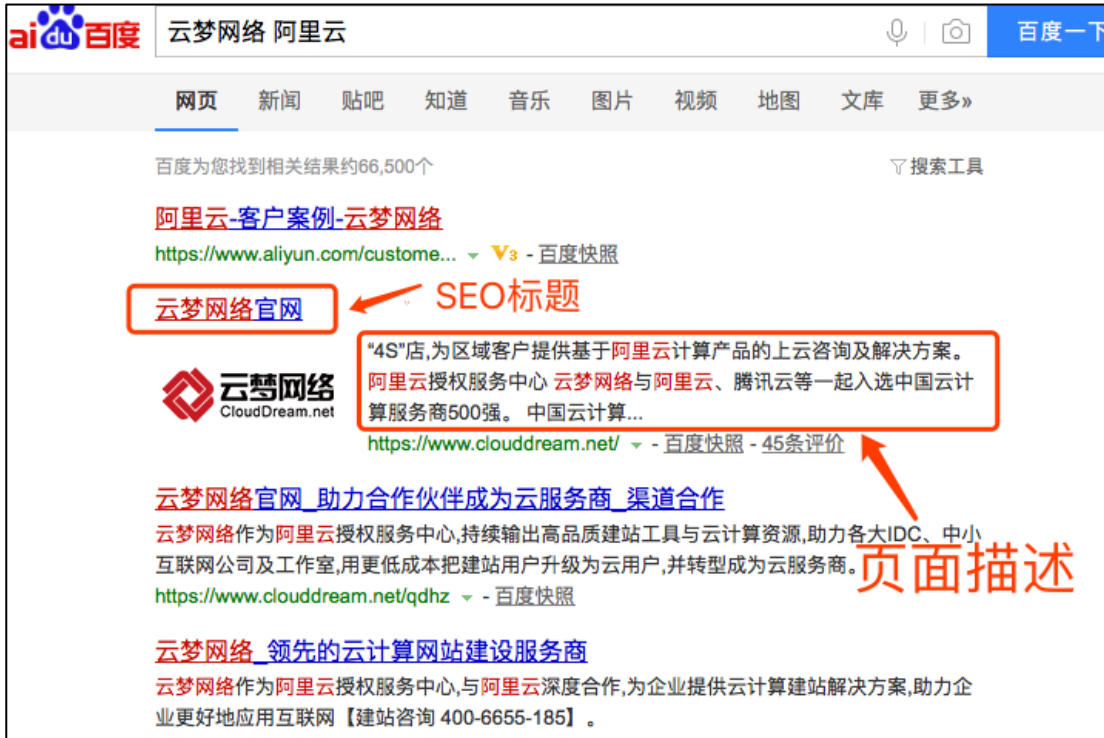 Bai du 百度 云梦网络 阿里云 百度一下
网页 新闻 贴吧 知道 音乐 图片 视频 地图 文库 更多»
百度为您找到相关结果约66,500个 搜索工具
阿里云-客户案例-云梦网络
https://www.aliyun.com/custome... V3 - 百度快照
云梦网络官网
SEO标题
“4S”店,为区域客户提供基于阿里云计算产品的上云咨询及解决方案。
阿里云授权服务中心 云梦网络与阿里云、腾讯云等一起入选中国云计
算服务商500强。 中国云计算...
云梦网络
CloudDream.net
https://www.clouddream.net/ - 百度快照 - 45条评价
云梦网络官网_助力合作伙伴成为云服务商_渠道合作
云梦网络作为阿里云授权服务中心,持续输出高品质建站工具与云计算资源,助力各大IDC、中小
互联网公司及工作室,用更低成本把建站用户升级为云用户,并转型成为云服务商。
页面描述
https://www.clouddream.net/qdhz - 百度快照
云梦网络_领先的云计算网站建设服务商
云梦网络作为阿里云授权服务中心,与阿里云深度合作,为企业提供云计算建站解决方案,助力企
业更好地应用互联网【建站咨询 400-6655-185】。